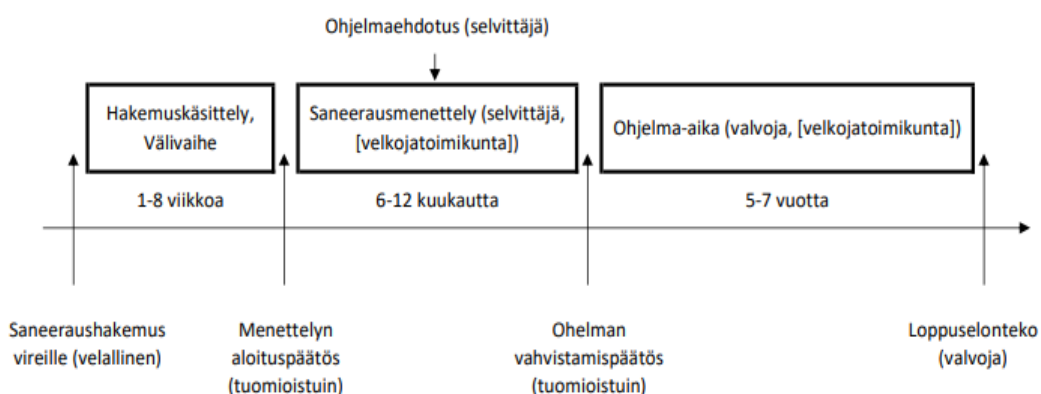 Ohjelmaehdotus (selvittäjä)
Hakemuskäsittely,
Välivaihe
Saneerausmenettely (selvittäjä,
[velkojatoimikunta])
Ohjelma-aika (valvoja, [velkojatoimikunta])
1-8 viikkoa
6-12 kuukautta
5-7 vuotta
Saneeraushakemus
vireille (velallinen)
Menettelyn
aloituspäätös
(tuomioistuin)
Ohelman
vahvistamispäätös
(tuomioistuin)
Loppuselonteko
(valvoja)